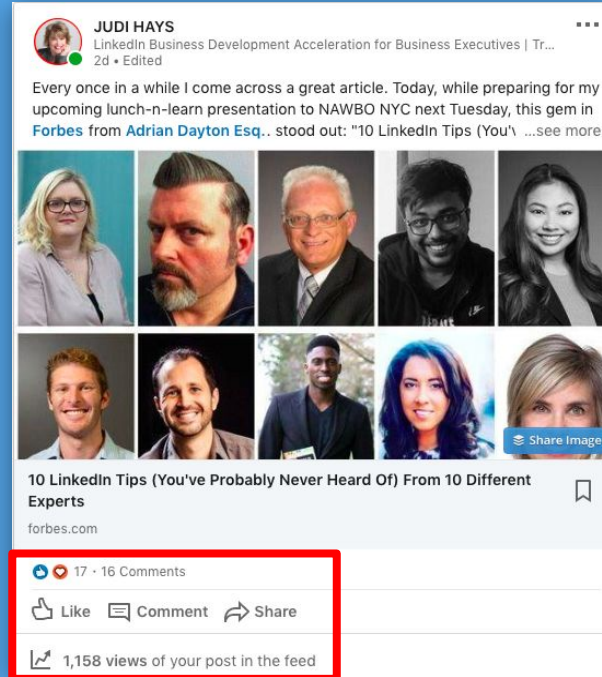 JUDI HAYS
LinkedIn Business Development Acceleration for Business Executives | Tr...
2d • Edited
Every once in a while I come across a great article. Today, while preparing for my
upcoming lunch-n-learn presentation to NAWBO NYC next Tuesday, this gem in
Forbes from Adrian Dayton Esq.. stood out: "10 LinkedIn Tips (You'v ...see more
Share Image
10 LinkedIn Tips (You've Probably Never Heard Of) From 10 Different
Experts
forbes.com
17 · 16 Comments
Like Comment Share
1,158 views of your post in the feed